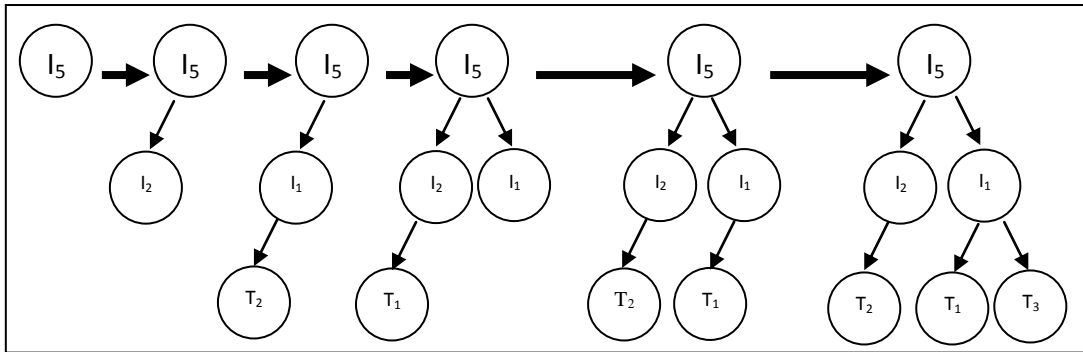 I₅ I₅ I₅ I₅ I₅ I₅
I₂ I₁ I₂ I₁ I₂ I₁ I₂ I₁
T₂ T₁ T₂ T₁ T₂ T₁ T₃